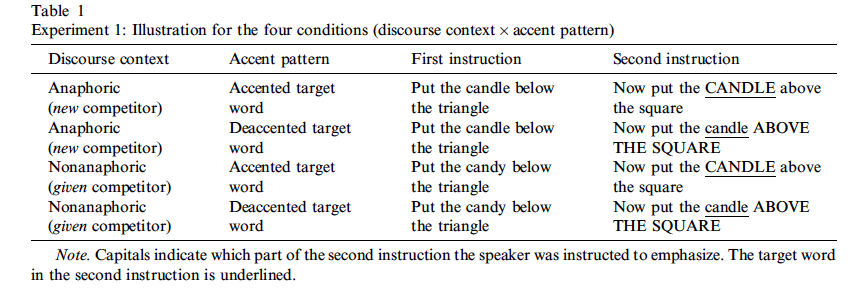 Table 1
Experiment 1: Illustration for the four conditions (discourse context × accent pattern)
Discourse context Accent pattern First instruction Second instruction
Anaphoric Accented target Put the candle below Now put the CANDLE above
(new competitor) word the triangle the square
Anaphoric Deaccented target Put the candle below Now put the candle ABOVE
(new competitor) word the triangle THE SQUARE
Nonanaphoric Accented target Put the candy below Now put the CANDLE above
(given competitor) word the triangle the square
Nonanaphoric Deaccented target Put the candy below Now put the candle ABOVE
(given competitor) word the triangle THE SQUARE
Note. Capitals indicate which part of the second instruction the speaker was instructed to emphasize. The target word
in the second instruction is underlined.